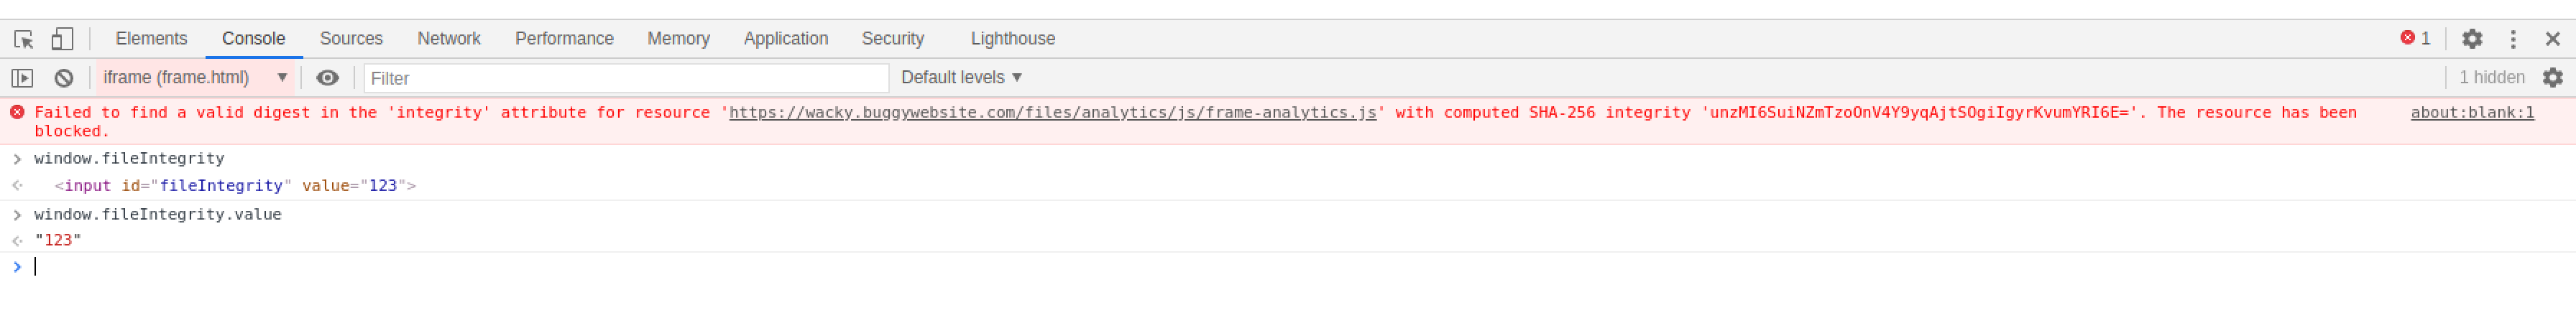 Elements Console Sources Network Performance Memory Application Security Lighthouse 1
iframe (frame.html) Filter Default levels 1 hidden
Failed to find a valid digest in the 'integrity' attribute for resource 'https://wacky.buggywebsite.com/files/analytics/js/frame-analytics.js' with computed SHA-256 integrity 'unzMI6SuiNZmTzoOnV4Y9yqAjtSOgiIgyrKvumYRI6E='. The resource has been about:blank:1
blocked.
window.fileIntegrity
<input id="fileIntegrity" value="123">
window.fileIntegrity.value
"123"